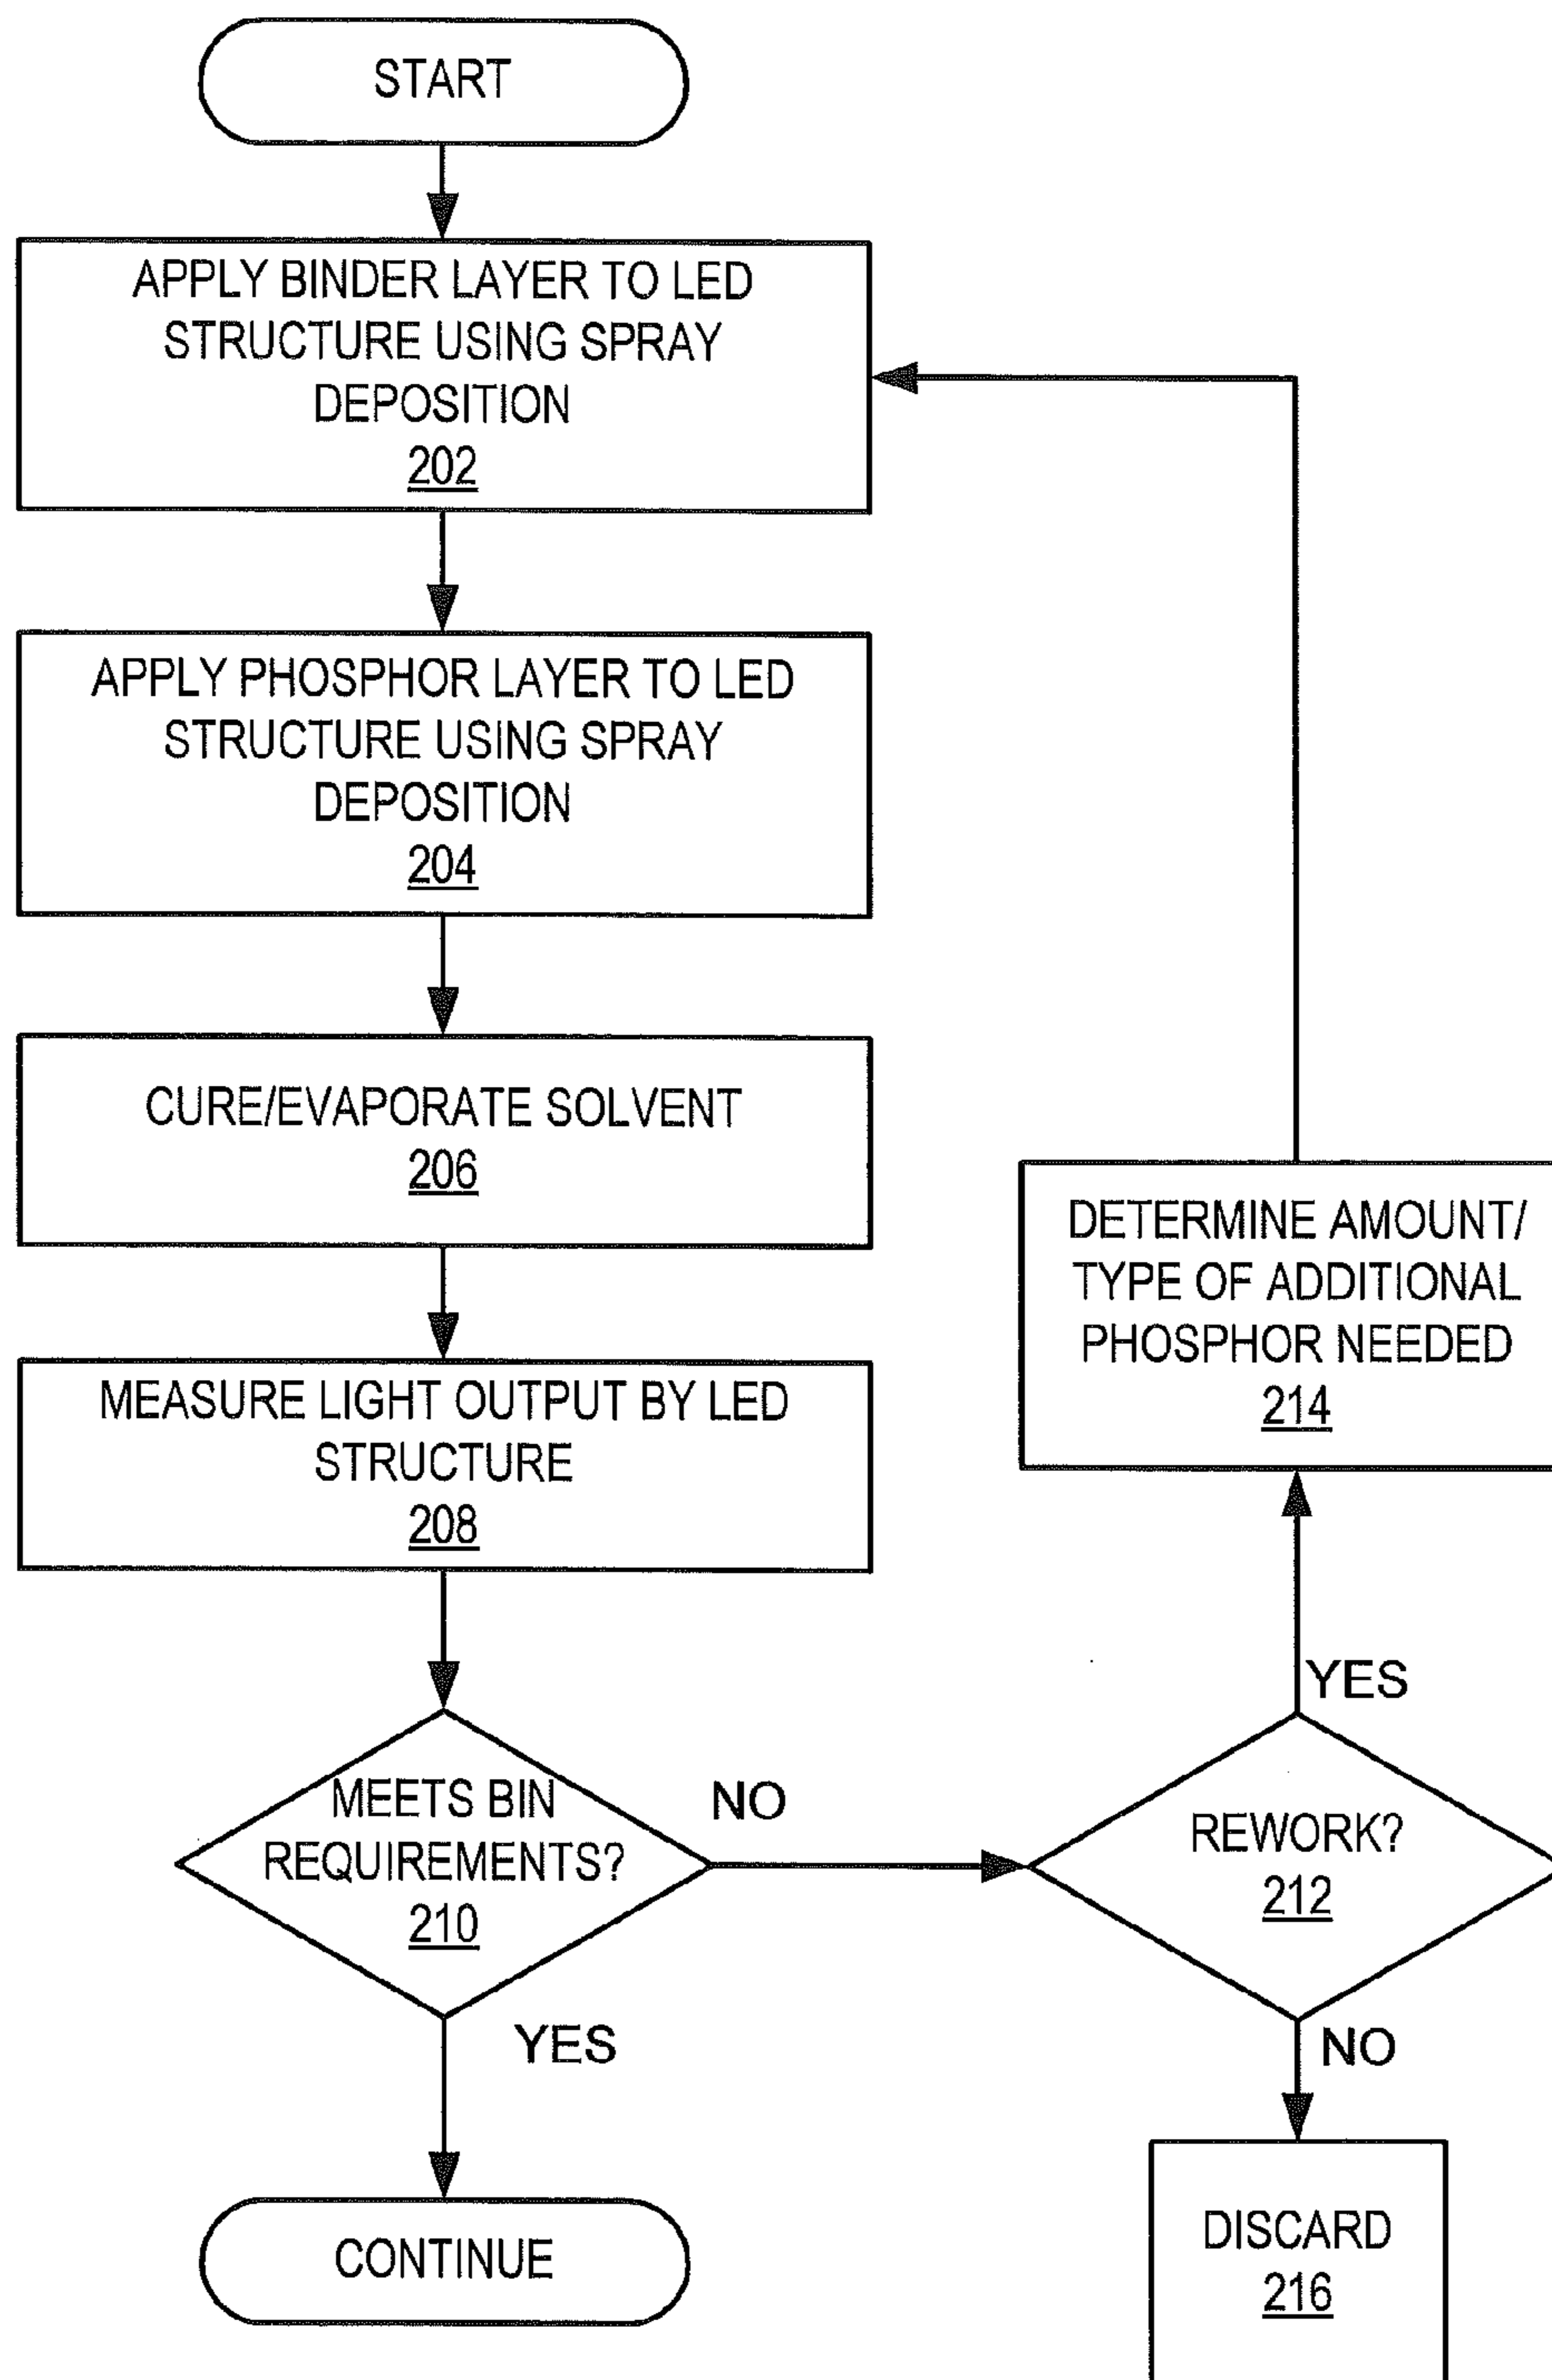 START
APPLY BINDER LAYER TO LED
STRUCTURE USING SPRAY
DEPOSITION
202
APPLY PHOSPHOR LAYER TO LED
STRUCTURE USING SPRAY
DEPOSITION
204
CURE/EVAPORATE SOLVENT
206
MEASURE LIGHT OUTPUT BY LED
STRUCTURE
208
MEETS BIN
REQUIREMENTS?
210
NO
YES
CONTINUE
DETERMINE AMOUNT/
TYPE OF ADDITIONAL
PHOSPHOR NEEDED
214
YES
REWORK?
212
NO
DISCARD
216